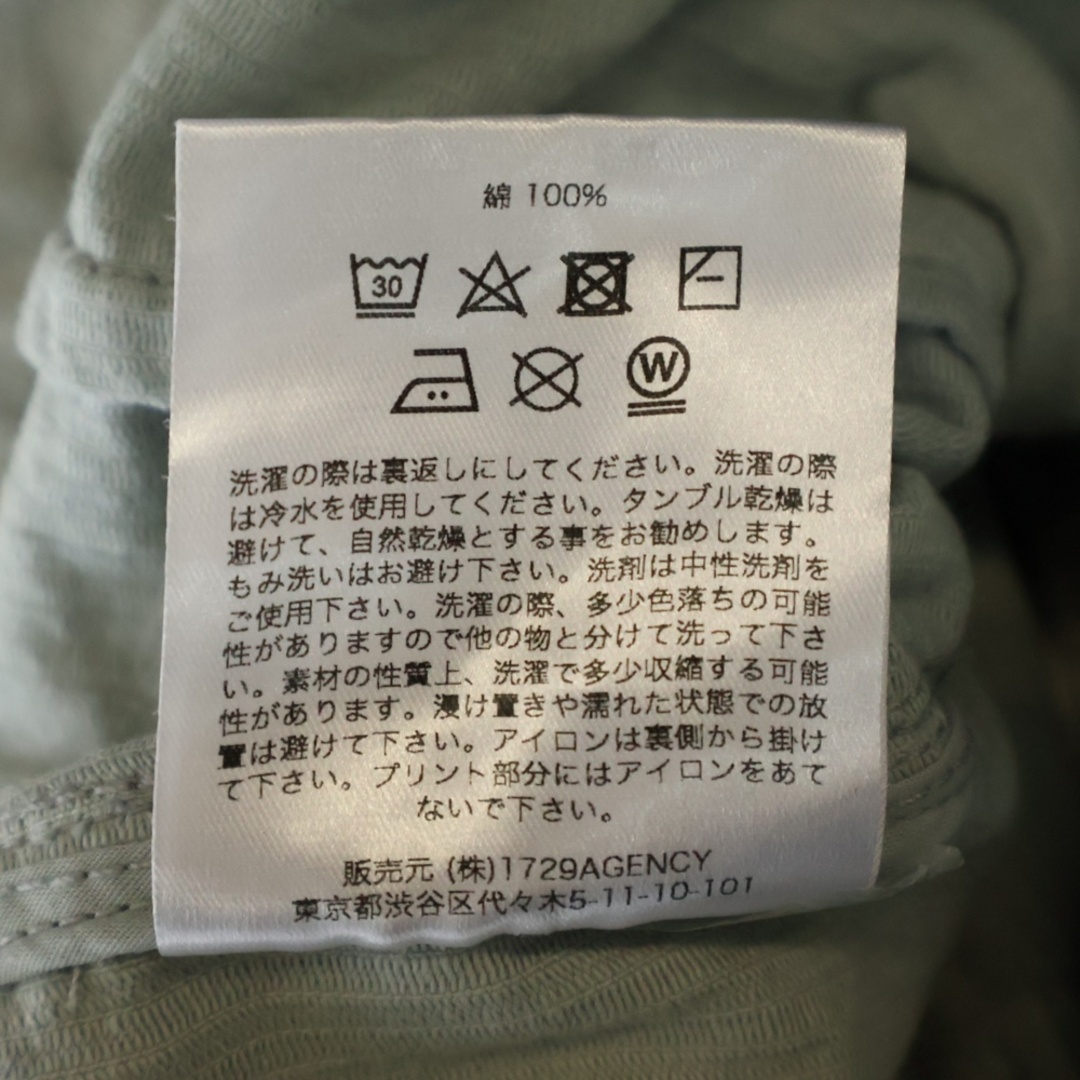 綿 100%
30
W
洗濯の際は裏返しにしてください。洗濯の際
は冷水を使用してください。タンブル乾燥は
避けて、自然乾燥とする事をお勧めします。
もみ洗いはお避け下さい。洗剤は中性洗剤を
ご使用下さい。洗濯の際、多少色落ちの可能
性がありますので他の物と分けて洗って下さ
い。素材の性質上、洗濯で多少収縮する可能
性があります。浸け置きや濡れた状態での放
置は避けて下さい。アイロンは裏側から掛け
て下さい。プリント部分にはアイロンをあて
ないで下さい。
販売元 (株)1729AGENCY
東京都渋谷区代々木5-11-10-101